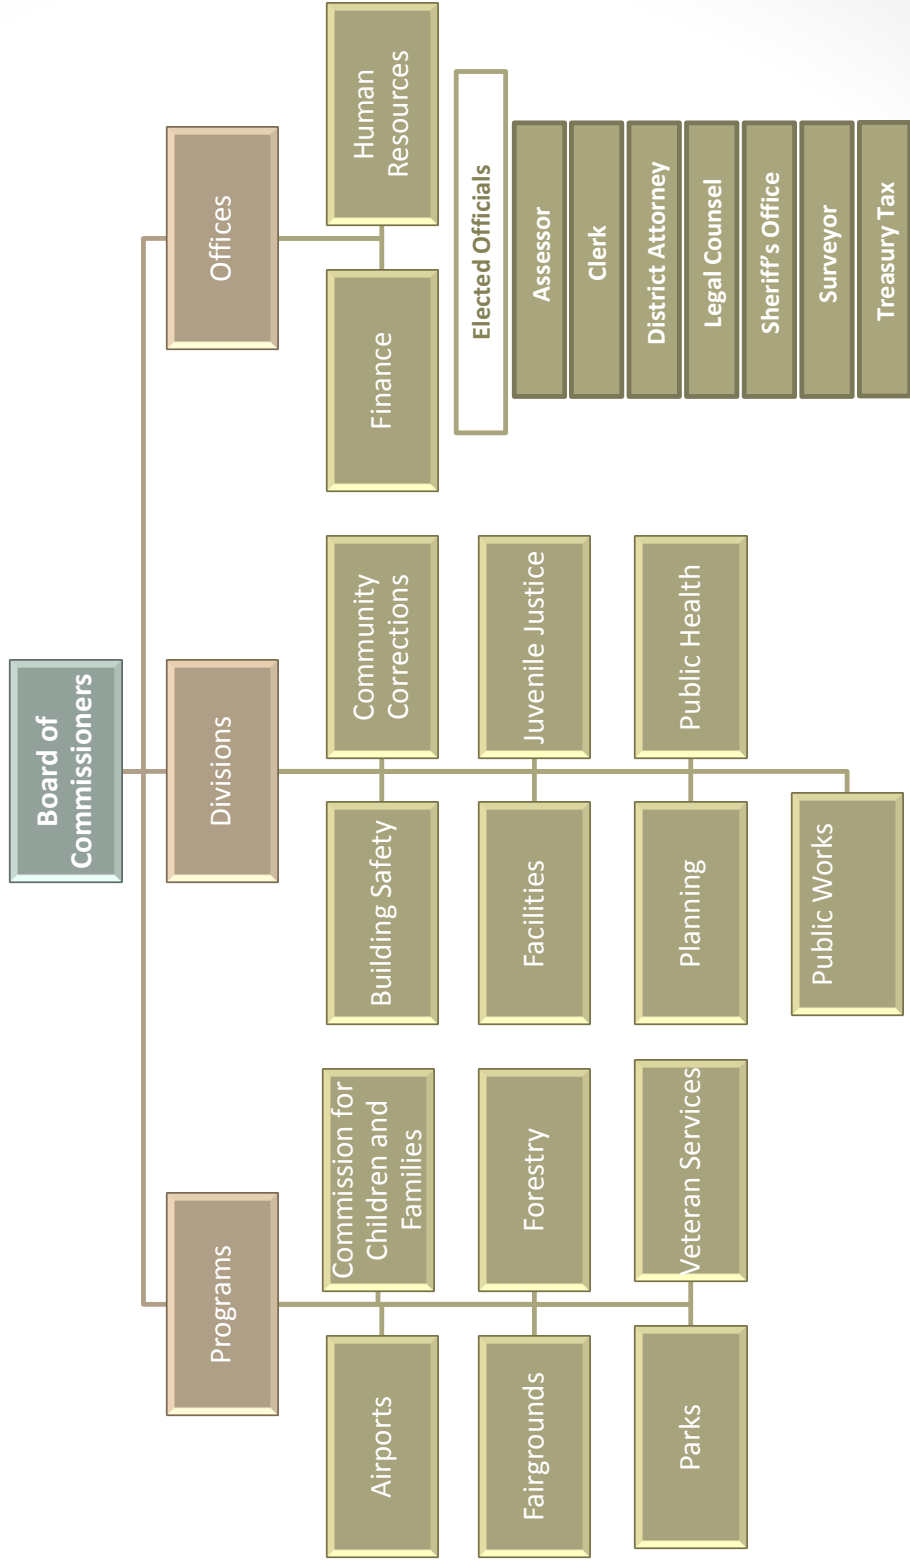 Board of
Commissioners
Programs
Divisions
Offices
Airports
Commission for
Children and
Families
Fairgrounds
Forestry
Parks
Veteran Services
Building Safety
Community
Corrections
Facilities
Juvenile Justice
Planning
Public Health
Public Works
Finance
Human
Resources
Elected Officials
Assessor
Clerk
District Attorney
Legal Counsel
Sheriff's Office
Surveyor
Treasury Tax